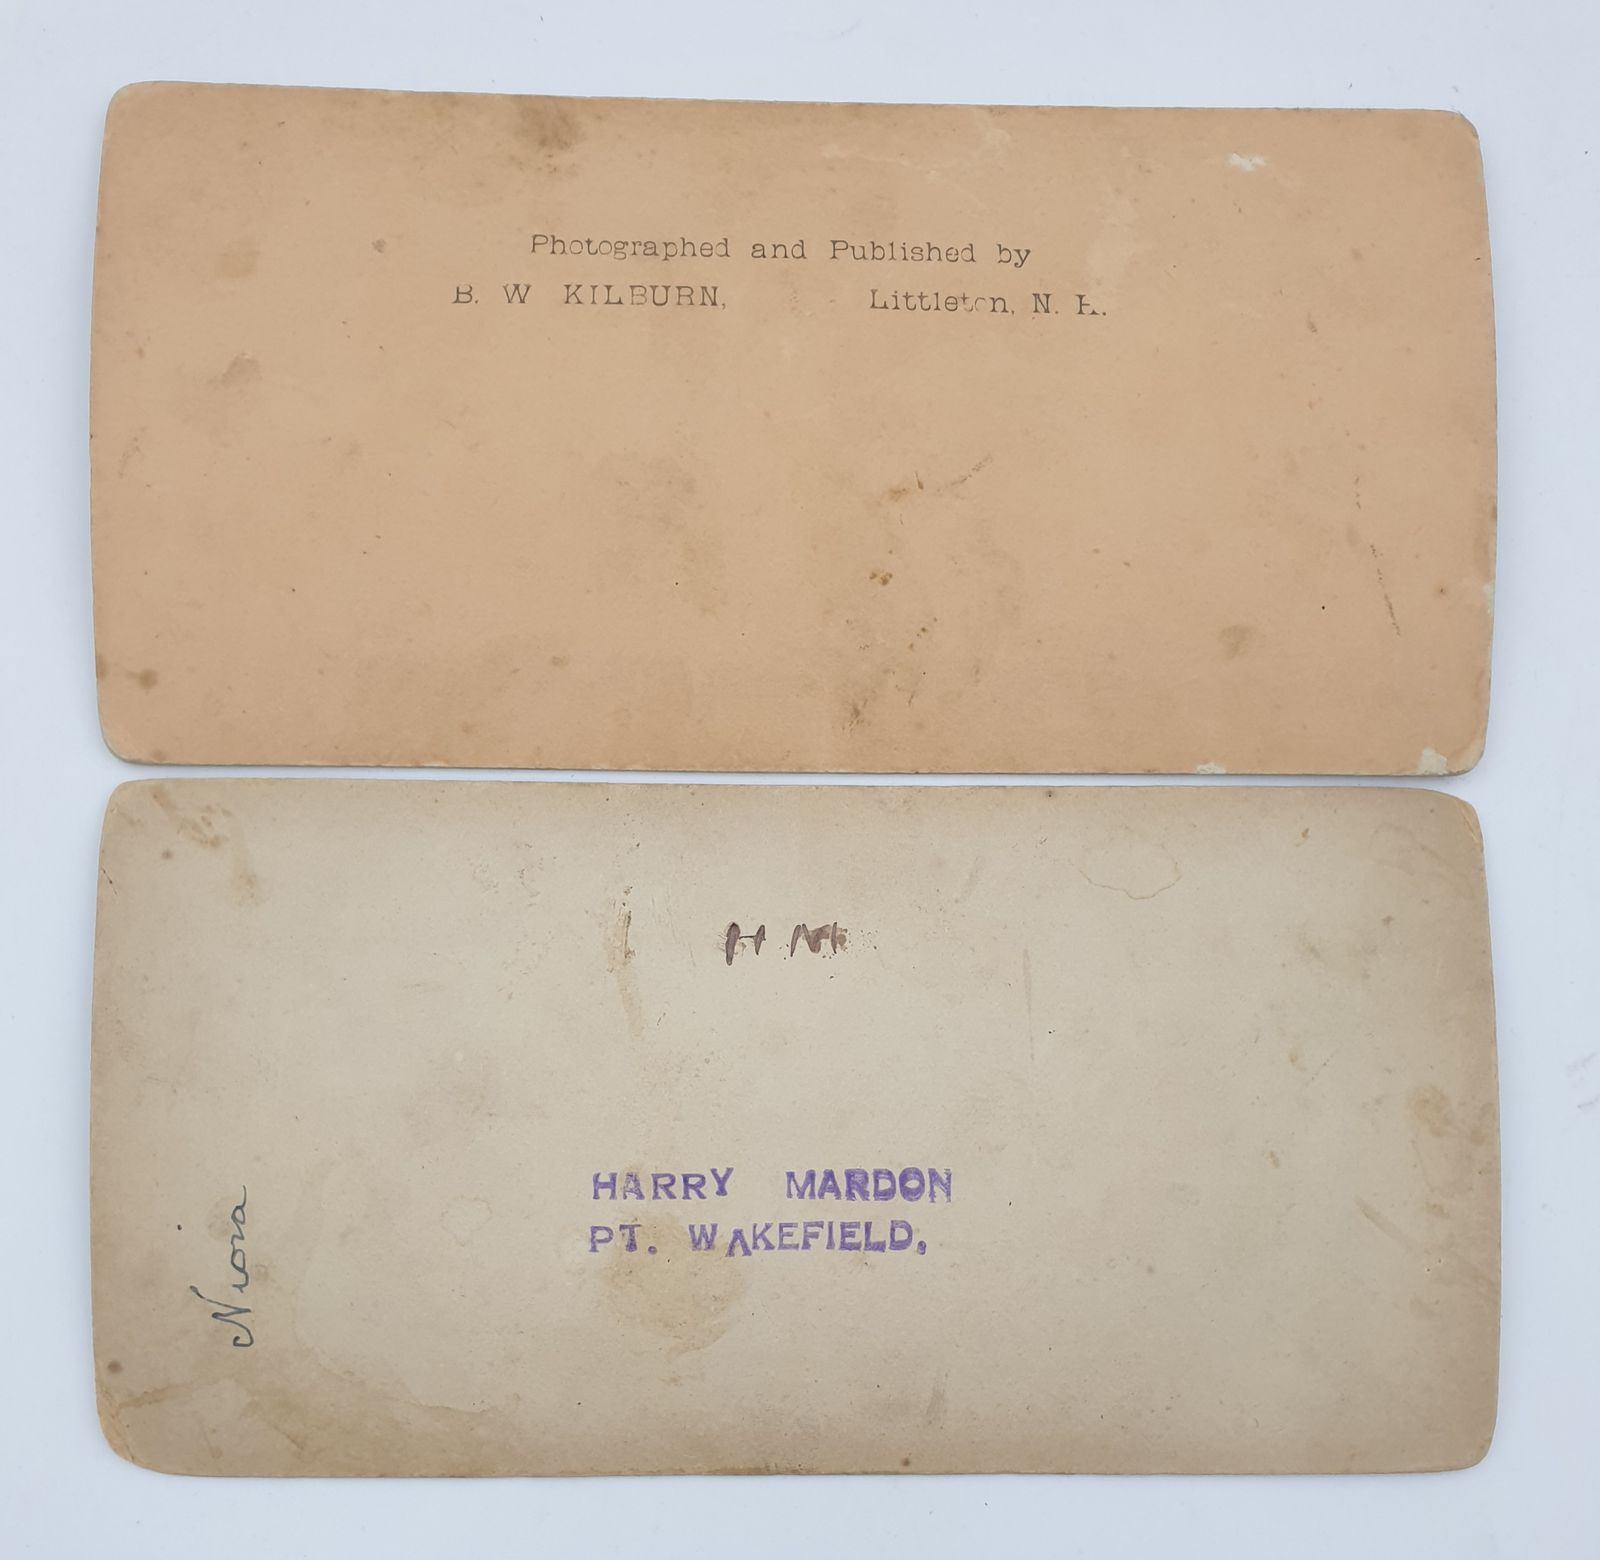 Photographed and Published by
B. W KILBURN, Littleton, N. H.
H M
HARRY MARDON
PT. WAKEFIELD.